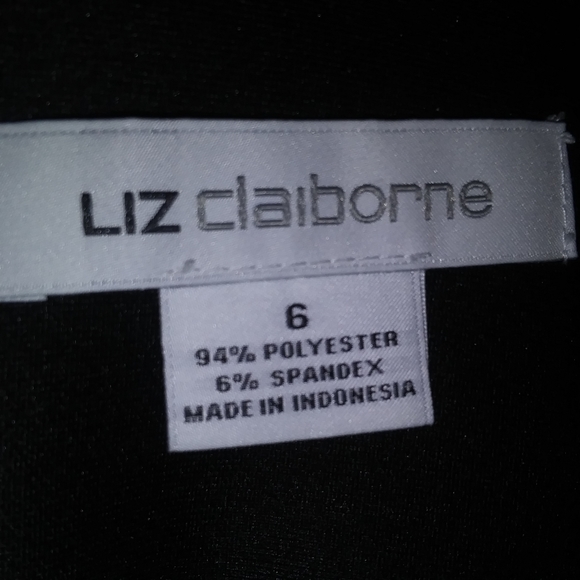 LIZ claiborne
6
94% POLYESTER
6% SPANDEX
MADE IN INDONESIA